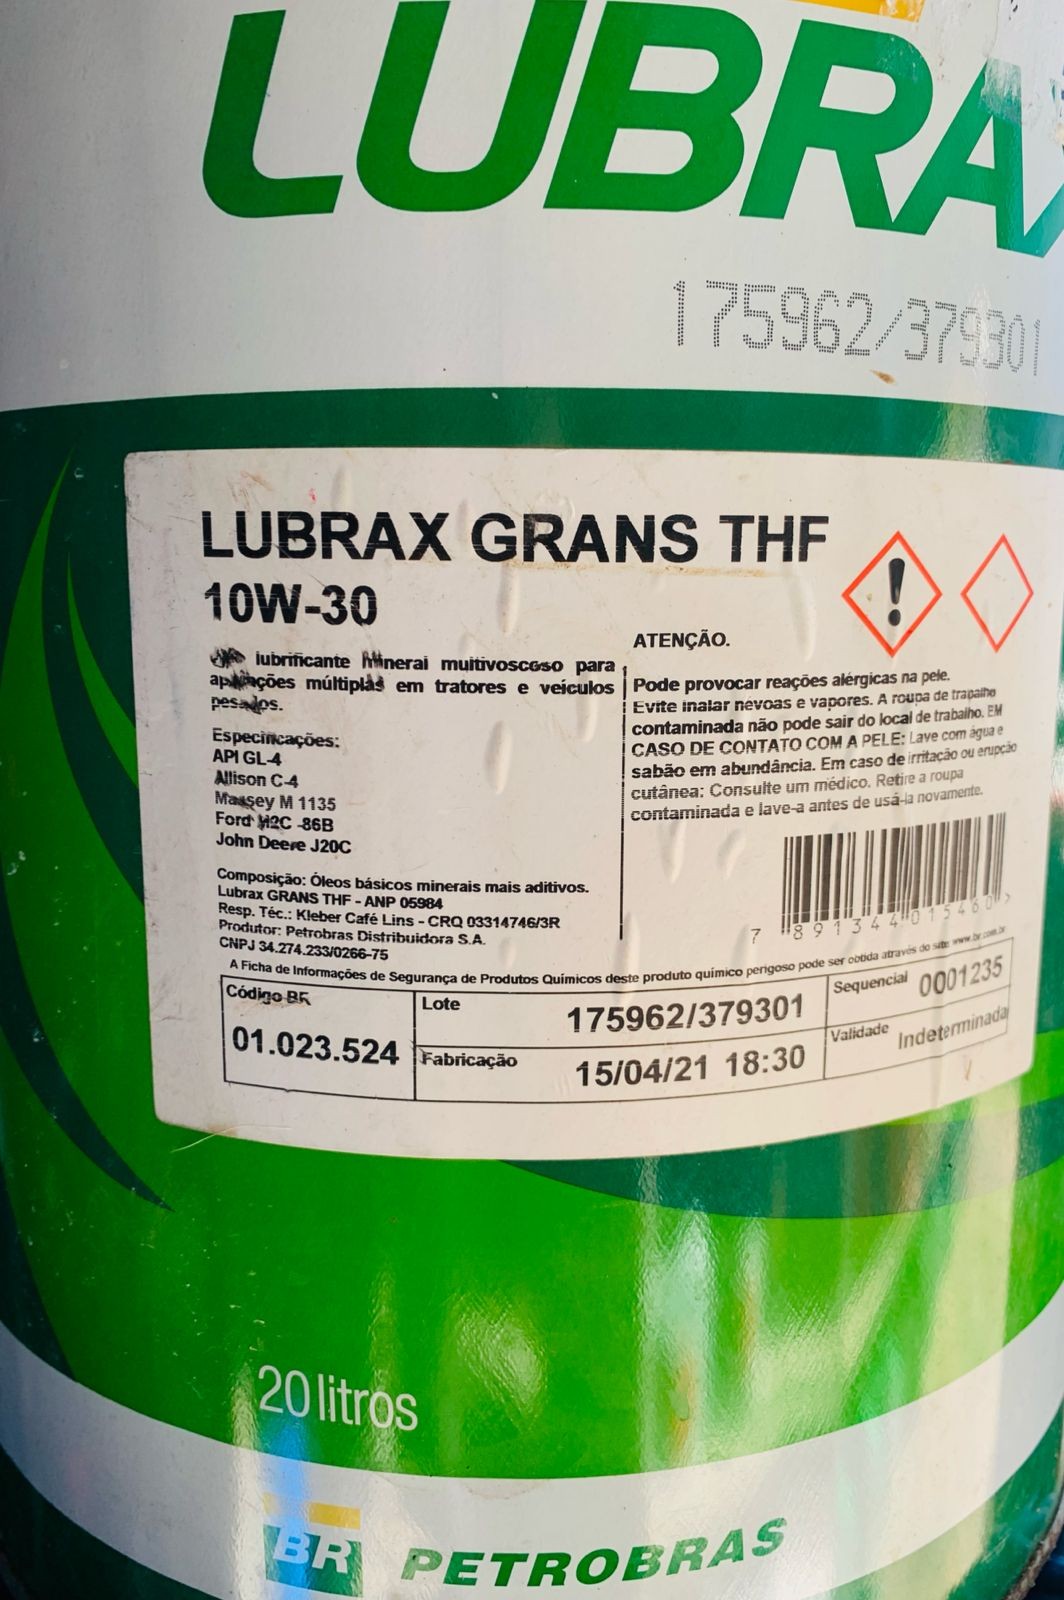 LUBRA
175962/379301
LUBRAX GRANS THF
10W-30
lubrificante Mineral multivoscoso para
aplicações múltiplas em tratores e veículos
pesados.
Especificações:
API GL-4
Allison C-4
Massey M 1135
Ford M2C -86B
John Deere J20C
Composição: Óleos básicos minerais mais aditivos.
Lubrax GRANS THF - ANP 05984
Resp. Téc.: Kleber Café Lins - CRQ 03314746/3R
Produtor: Petrobras Distribuidora S.A.
CNPJ 34.274.233/0266-75
ATENÇÃO.
Pode provocar reações alérgicas na pele.
Evite inalar nevoas e vapores. A roupa de trabalho
contaminada não pode sair do local de trabalho. EM
CASO DE CONTATO COM A PELE: Lave com água e
sabão em abundância. Em caso de irritação ou erupção
cutânea: Consulte um médico. Retire a roupa
contaminada e lave-a antes de usá-la novamente.
7 891344 015460 >
A Ficha de Informações de Segurança de Produtos Químicos deste produto químico perigoso pode ser obtida através do site www.br.com.br
Código BR
01.023.524
Lote
175962/379301
Sequencial 0001235
Fabricação
15/04/21 18:30
Validade Indeterminada
20 litros
BR PETROBRAS